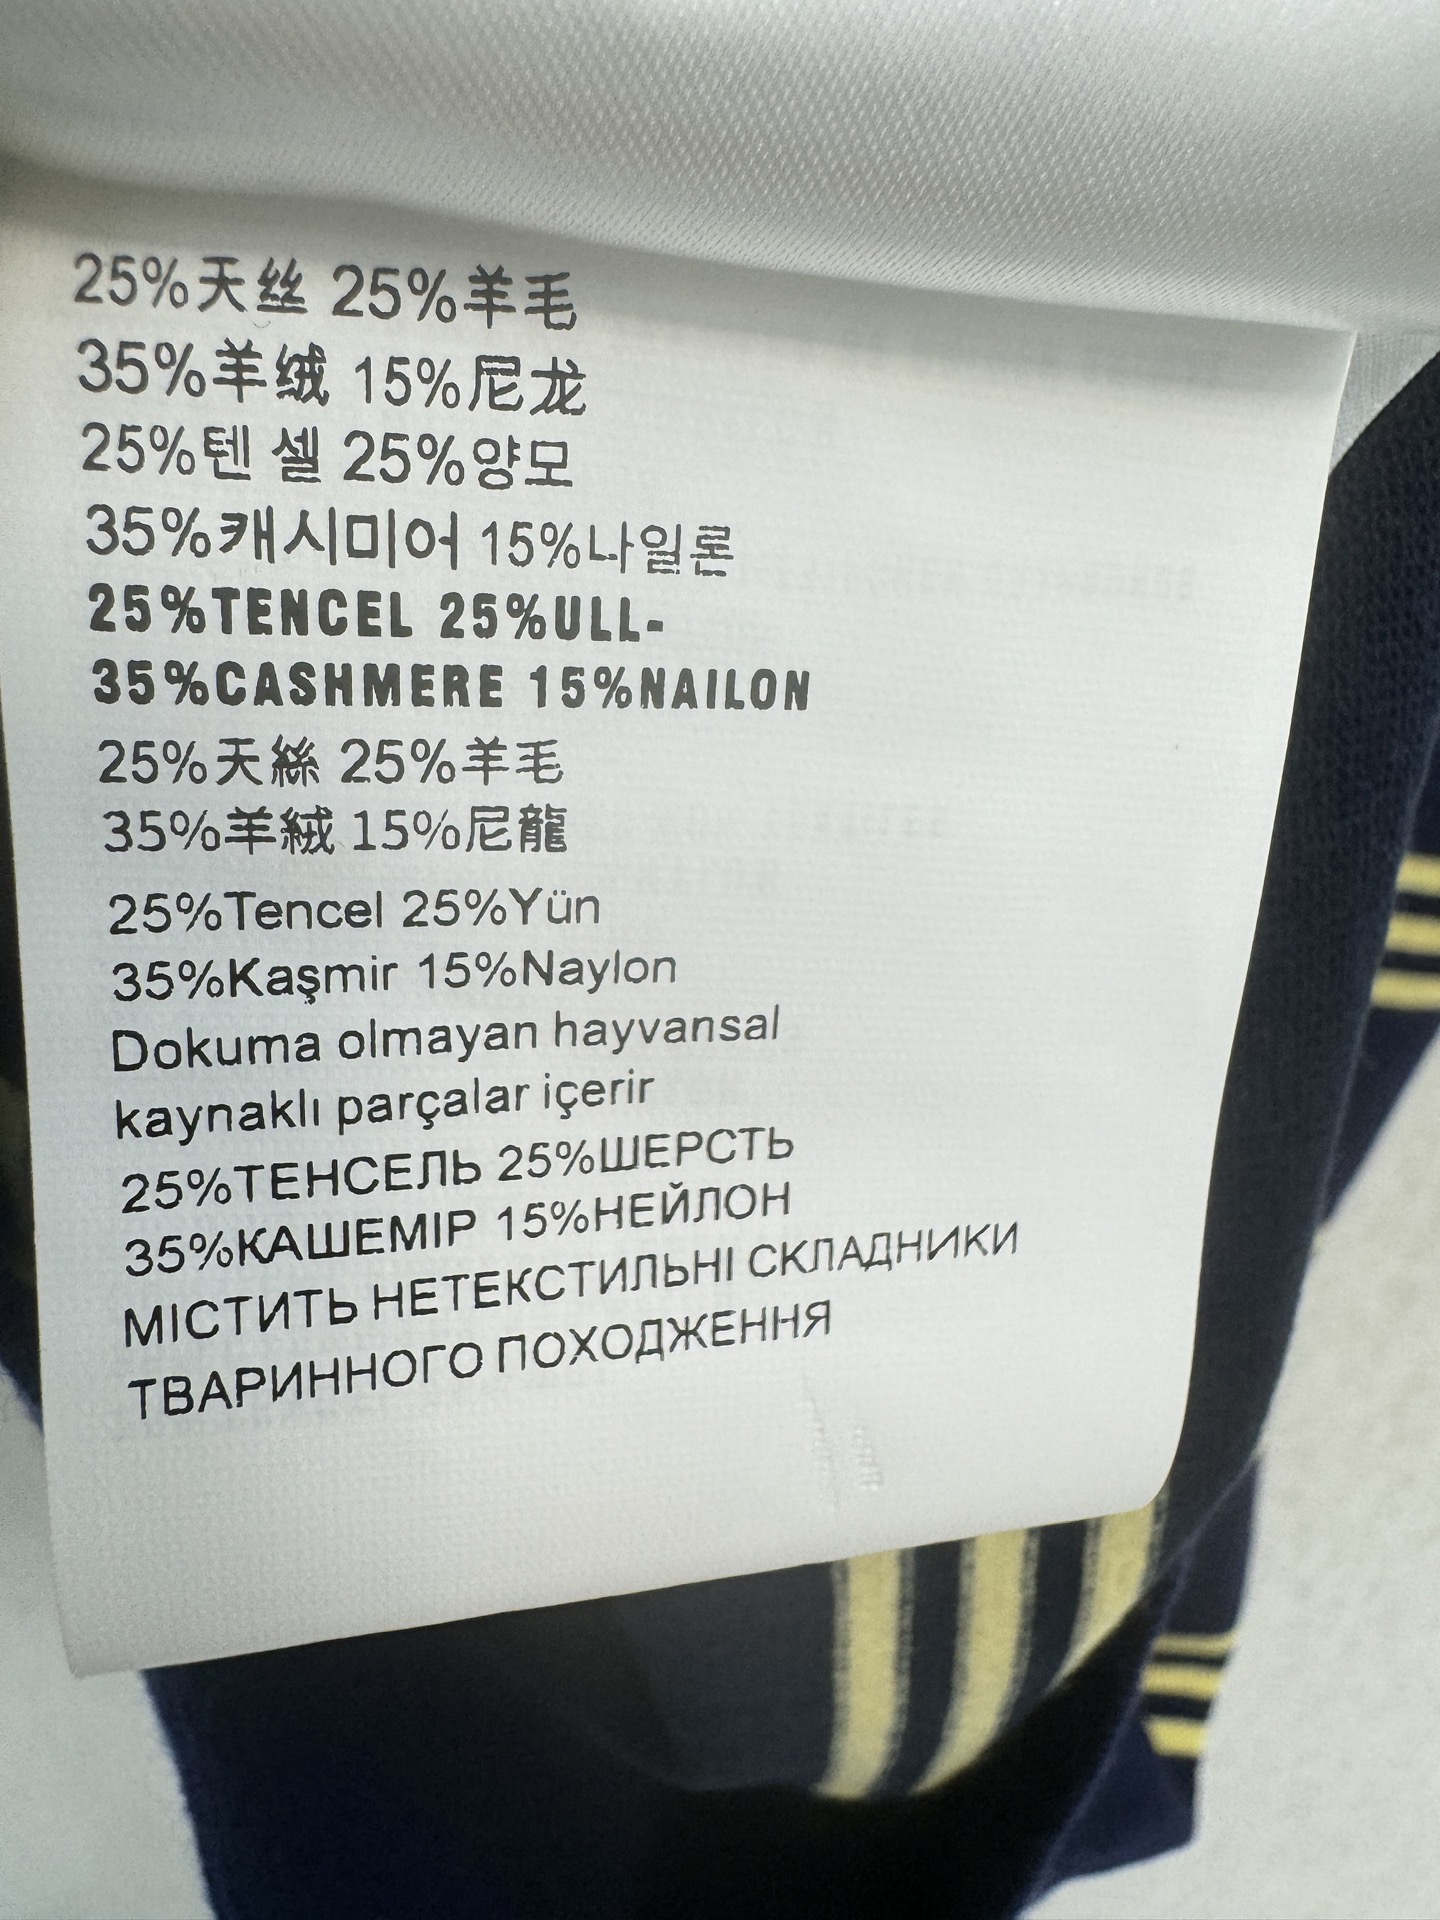 25%天丝 25%羊毛
35%羊绒 15%尼龙
25%텐 셀 25%양모
35%캐시미어 15%나일론
25%TENCEL 25%ULL-
35%CASHMERE 15%NAILON
25%天絲 25%羊毛
35%羊絨 15%尼龍
25%Tencel 25%Yün
35%Kaşmir 15%Naylon
Dokuma olmayan hayvansal
kaynaklı parçalar içerir
25%ТЕНСЕЛЬ 25%ШЕРСТЬ
35%КАШЕМІР 15%НЕЙЛОН
МІСТИТЬ НЕТЕКСТИЛЬНІ СКЛАДНИКИ
ТВАРИННОГО ПОХОДЖЕННЯ